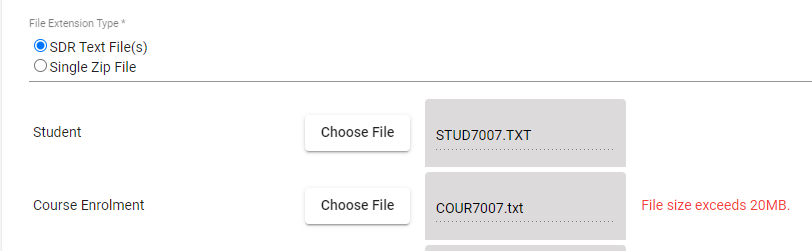 File Extension Type *
SDR Text File(s)
Single Zip File
Student Choose File STUD7007.TXT
Course Enrolment Choose File COUR7007.txt File size exceeds 20MB.